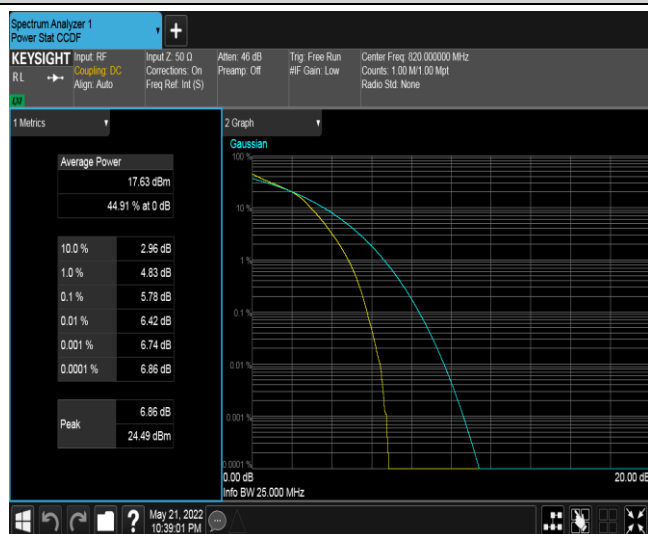 Spectrum Analyzer 1
Power Stat CCDF
+
KEYSIGHT
R L
LXI
Input: RF
Coupling: DC
Align: Auto
Input Z: 50 Ω
Corrections: On
Freq Ref: Int (S)
Atten: 46 dB
Preamp: Off
Trig: Free Run
#IF Gain: Low
Center Freq: 820.000000 MHz
Counts: 1.00 M/1.00 Mpt
Radio Std: None
1 Metrics
Average Power
17.63 dBm
44.91 % at 0 dB
10.0 % 2.96 dB
1.0 % 4.83 dB
0.1 % 5.78 dB
0.01 % 6.42 dB
0.001 % 6.74 dB
0.0001 % 6.86 dB
Peak
6.86 dB
24.49 dBm
2 Graph
Gaussian
100 %
10 %
1 %
0.1 %
0.01 %
0.001 %
0.0001 %
0.00 dB 20.00 dB
Info BW 25.000 MHz
?
May 21, 2022
10:39:01 PM